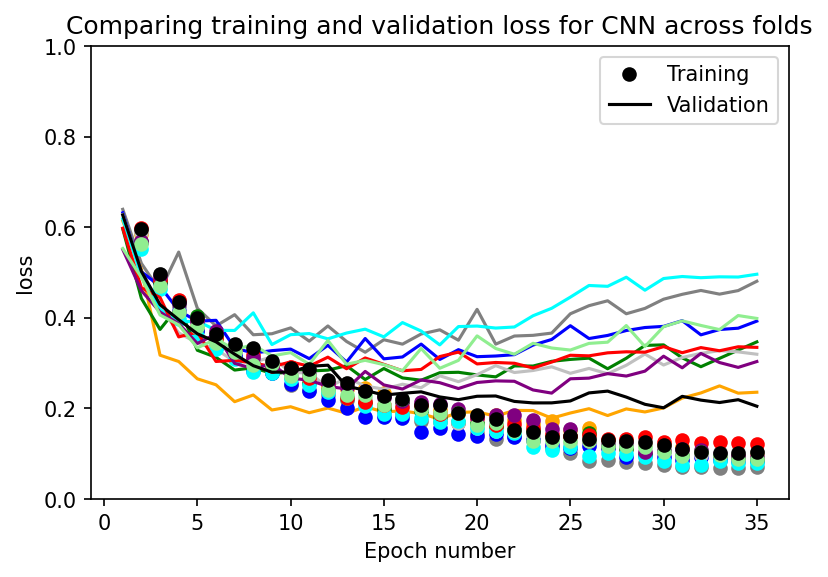 Comparing training and validation loss for CNN across folds
1.0
0.8
0.6
0.4
0.2
0.0
loss
Training
Validation
0 5 10 15 20 25 30 35
Epoch number